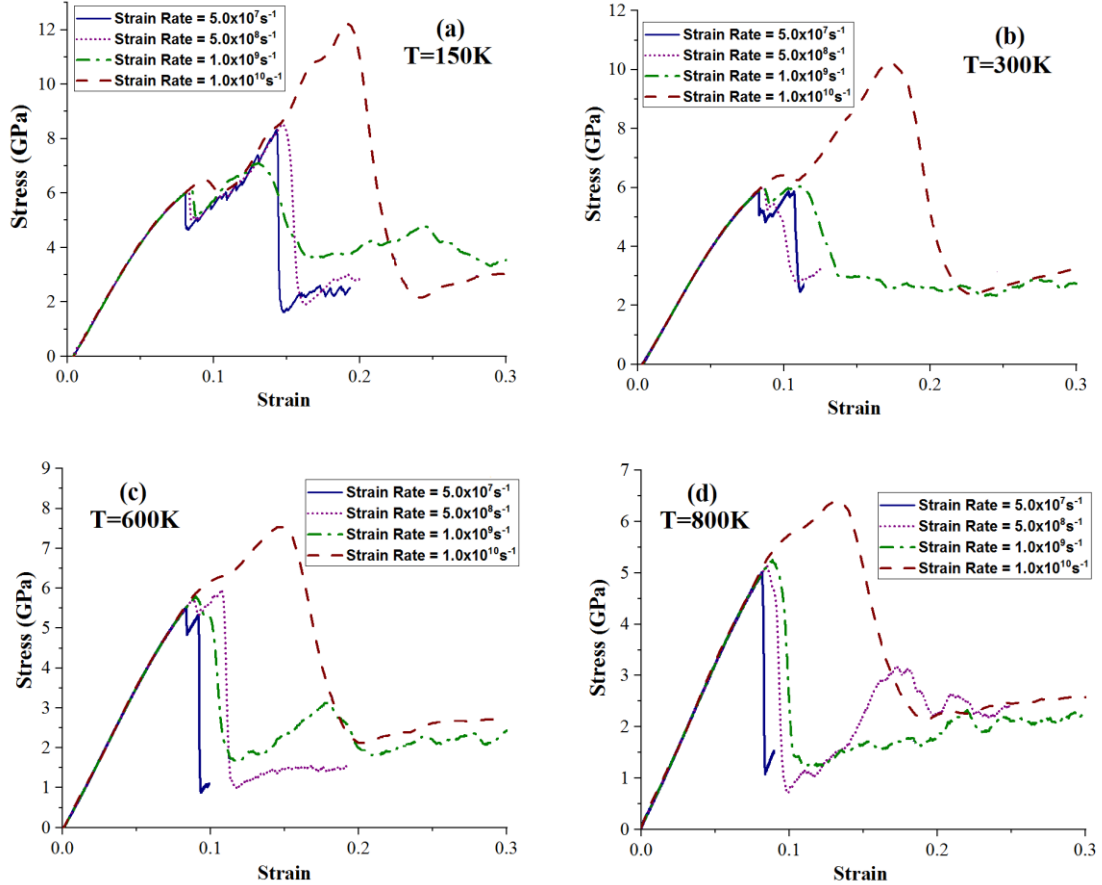 Strain Rate = 5.0x10⁷s⁻¹
Strain Rate = 5.0x10⁸s⁻¹
Strain Rate = 1.0x10⁹s⁻¹
Strain Rate = 1.0x10¹⁰s⁻¹
(a)
T=150K
Stress (GPa)
12
10
8
6
4
2
0
0.0 0.1 0.2 0.3
Strain
Strain Rate = 5.0x10⁷s⁻¹
Strain Rate = 5.0x10⁸s⁻¹
Strain Rate = 1.0x10⁹s⁻¹
Strain Rate = 1.0x10¹⁰s⁻¹
(b)
T=300K
Stress (GPa)
12
10
8
6
4
2
0
0.0 0.1 0.2 0.3
Strain
(c)
T=600K
Strain Rate = 5.0x10⁷s⁻¹
Strain Rate = 5.0x10⁸s⁻¹
Strain Rate = 1.0x10⁹s⁻¹
Strain Rate = 1.0x10¹⁰s⁻¹
Stress (GPa)
9
8
7
6
5
4
3
2
1
0
0.0 0.1 0.2 0.3
Strain
(d)
T=800K
Strain Rate = 5.0x10⁷s⁻¹
Strain Rate = 5.0x10⁸s⁻¹
Strain Rate = 1.0x10⁹s⁻¹
Strain Rate = 1.0x10¹⁰s⁻¹
Stress (GPa)
7
6
5
4
3
2
1
0
0.0 0.1 0.2 0.3
Strain